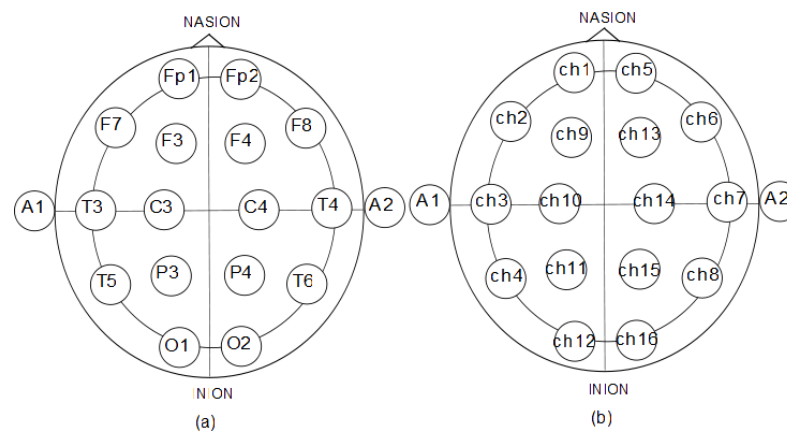 NASION
Fp1 Fp2
F7 F3 F4 F8
A1 T3 C3 C4 T4 A2
T5 P3 P4 T6
O1 O2
INION
(a)
NASION
ch1 ch5
ch2 ch9 ch13 ch6
A1 ch3 ch10 ch14 ch7 A2
ch4 ch11 ch15 ch8
ch12 ch16
INION
(b)